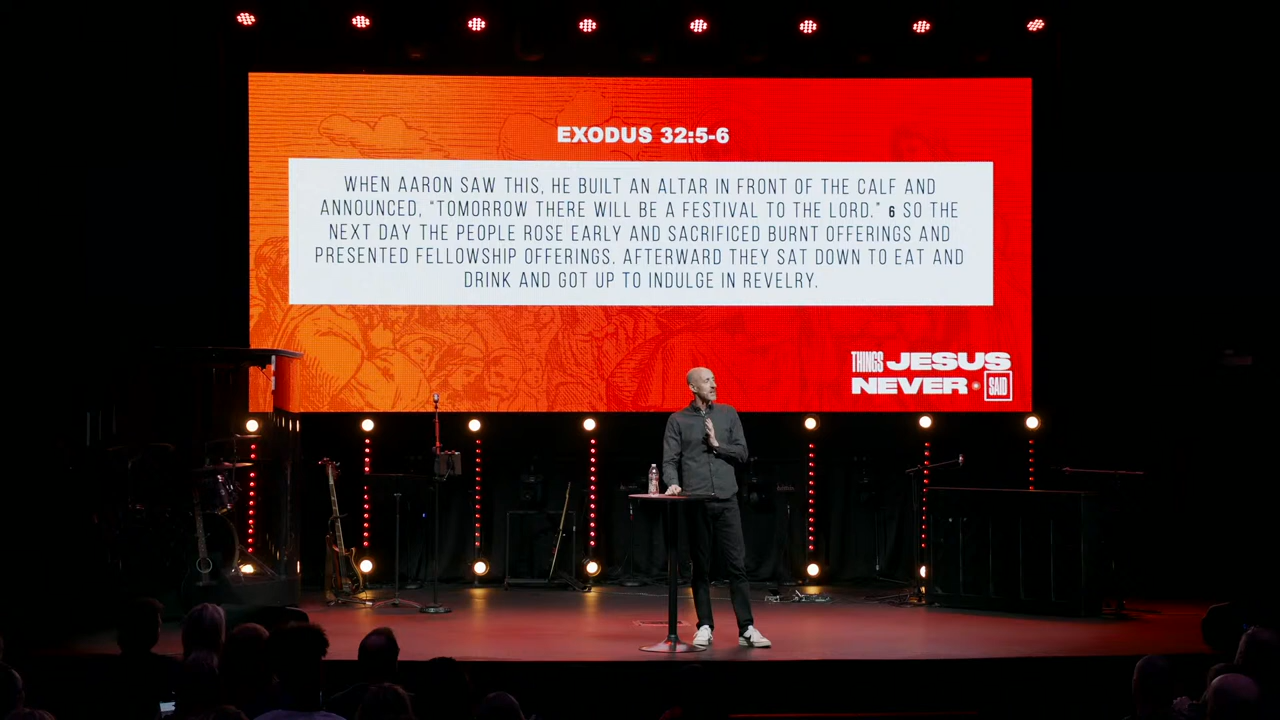 EXODUS 32:5-6
WHEN AARON SAW THIS, HE BUILT AN ALTAR IN FRONT OF THE CALF AND
ANNOUNCED, “TOMORROW THERE WILL BE A FESTIVAL TO THE LORD.” 6 SO THE
NEXT DAY THE PEOPLE ROSE EARLY AND SACRIFICED BURNT OFFERINGS AND
PRESENTED FELLOWSHIP OFFERINGS. AFTERWARD THEY SAT DOWN TO EAT AND
DRINK AND GOT UP TO INDULGE IN REVELRY.
THINGS JESUS
NEVER SAID